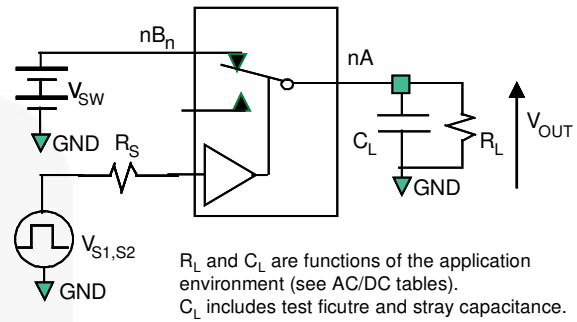 nB_n
nA
V_SW
GND
R_S
C_L
R_L
V_OUT
GND
V_S1,S2
GND
R_L and C_L are functions of the application
environment (see AC/DC tables).
C_L includes test ficutre and stray capacitance.